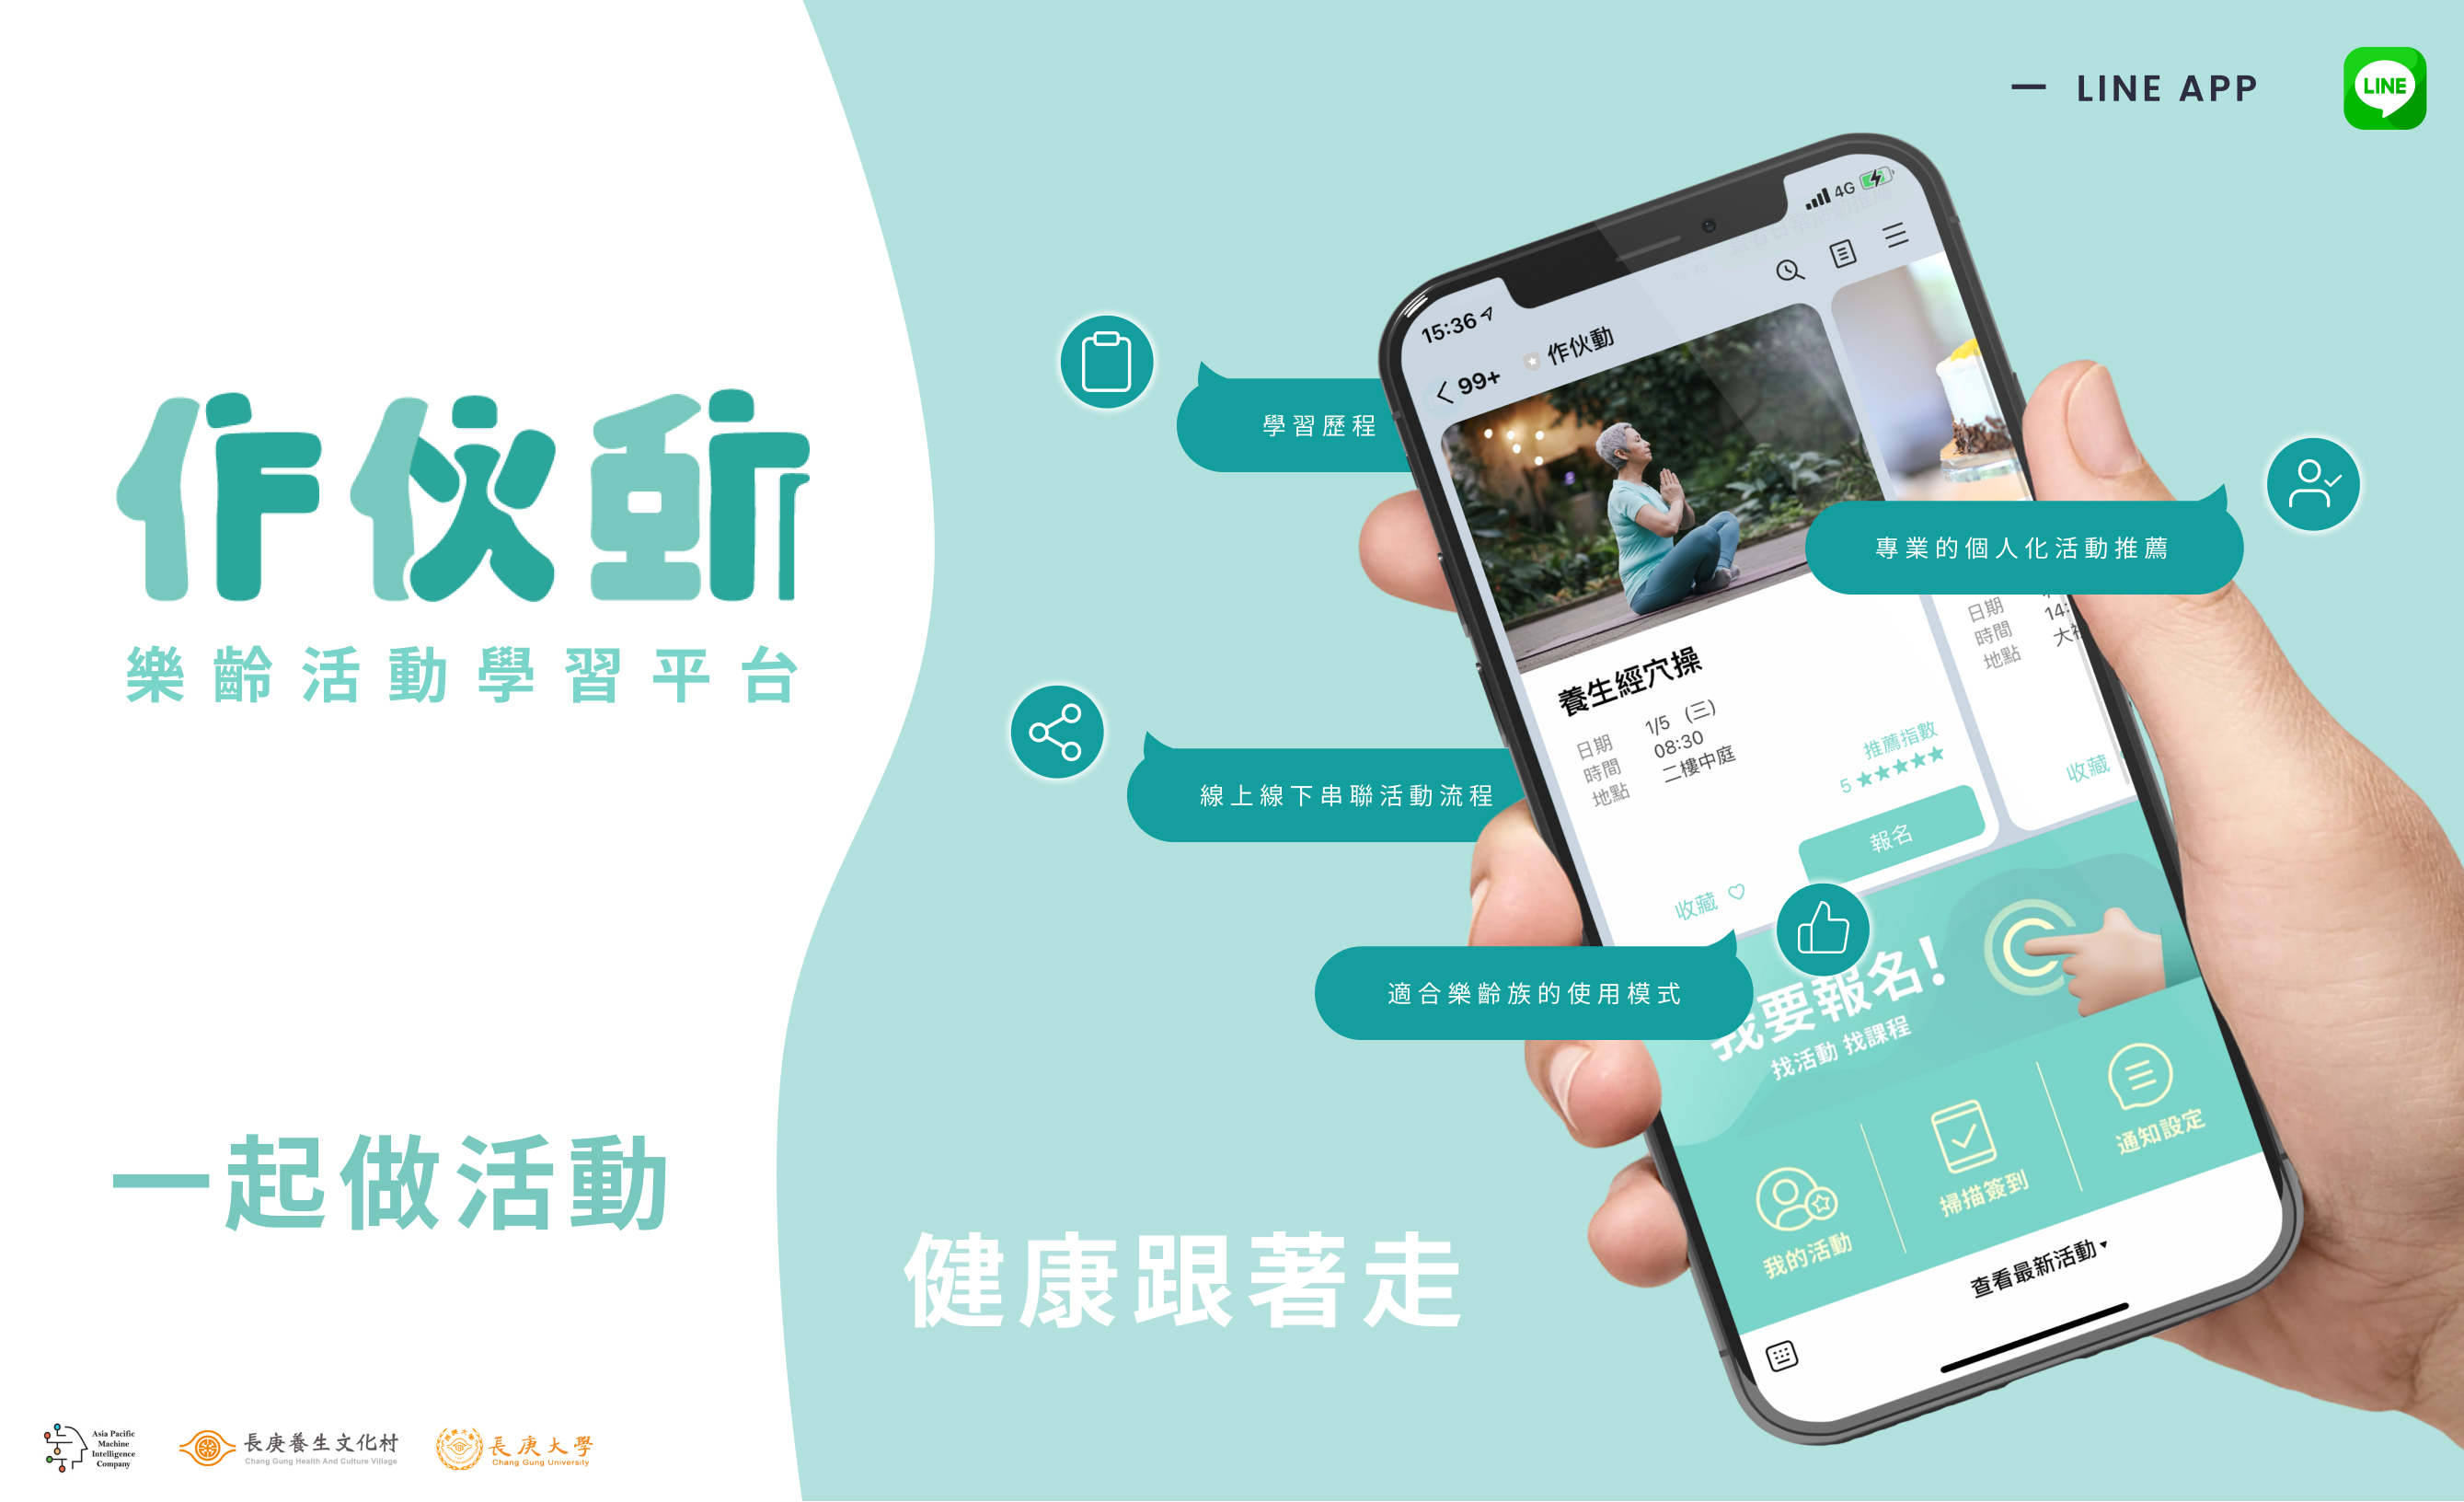 LINE APP
LINE
作伙動
樂齡活動學習平台
一起做活動
健康跟著走
學習歷程
專業的個人化活動推薦
線上線下串聯活動流程
適合樂齡族的使用模式
15:36
4G
99+
作伙動
養生經穴操
日期 1/5 (三)
時間 08:30
地點 二樓中庭
推薦指數
5 ★★★★★
收藏
報名
日期
時間 14:
地點
收藏
我要報名!
找活動 找課程
我的活動
掃描簽到
通知設定
查看最新活動
Asia Pacific
Machine
Intelligence
Company
長庚養生文化村
Chang Gung Health And Culture Village
長庚大學
Chang Gung University